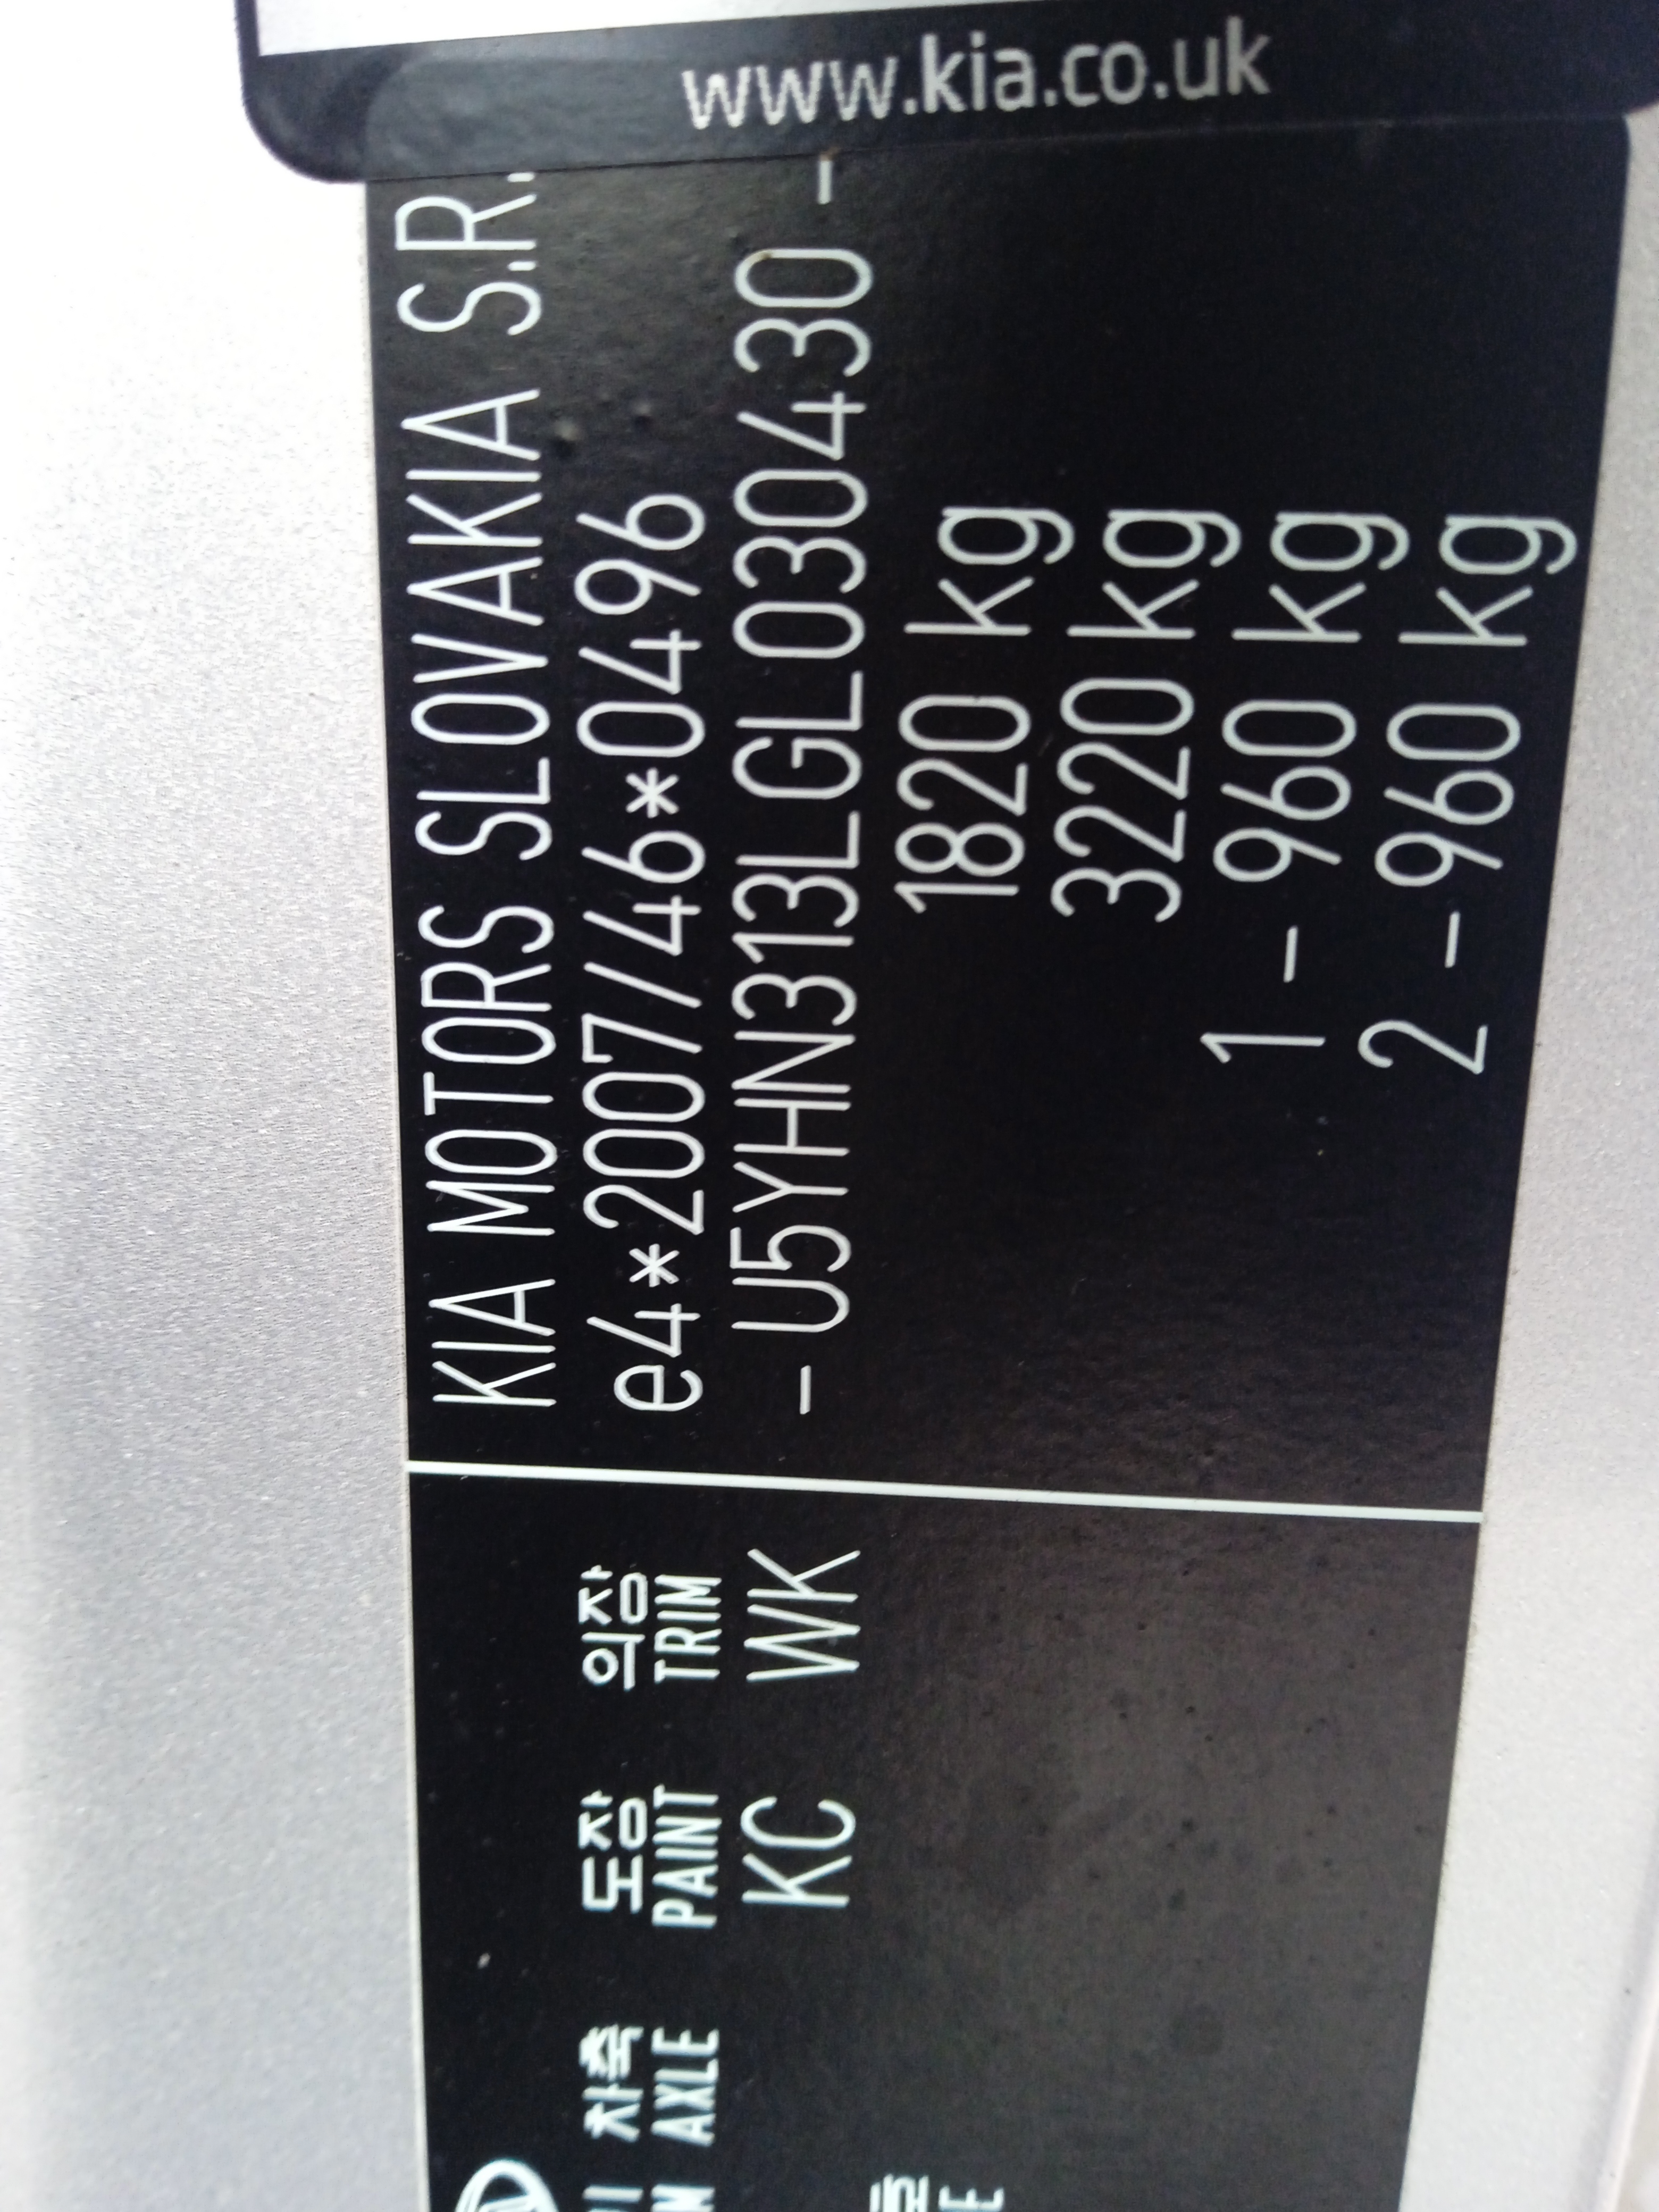 www.kia.co.uk
KIA MOTORS SLOVAKIA S.R.
e4*2007/46*0496
- U5YHN313LGL030430 -
1820 kg
3220 kg
1 - 960 kg
2 - 960 kg
차축 도장 의장
AXLE PAINT TRIM
KC WK